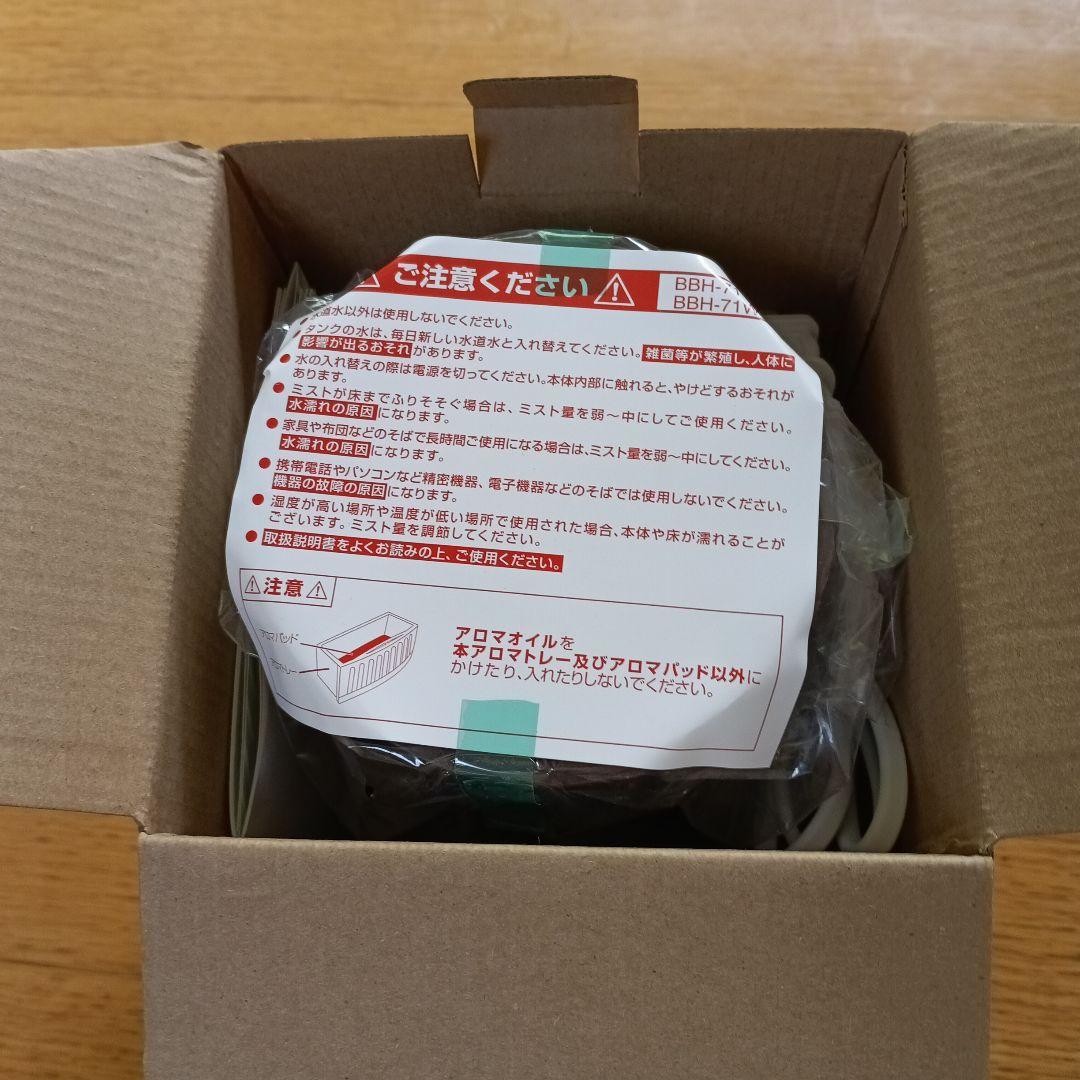 ご注意ください
BBH-7
BBH-71
水道水以外は使用しないでください。
タンクの水は、毎日新しい水道水と入れ替えてください。雑菌等が繁殖し、人体に
影響が出るおそれがあります。
水の入れ替えの際は電源を切ってください。本体内部に触れると、やけどするおそれが
あります。
ミストが床までふりそそぐ場合は、ミスト量を弱～中にしてご使用ください。
水濡れの原因になります。
家具や布団などのそばで長時間ご使用になる場合は、ミスト量を弱～中にしてください。
水濡れの原因になります。
携帯電話やパソコンなど精密機器、電子機器などのそばでは使用しないでください。
機器の故障の原因になります。
湿度が高い場所や温度が低い場所で使用された場合、本体や床が濡れることが
ございます。ミスト量を調節してください。
取扱説明書をよくお読みの上、ご使用ください。
注意
アロマパッド
アロマトレー
アロマオイルを
本アロマトレー及びアロマパッド以外に
かけたり、入れたりしないでください。